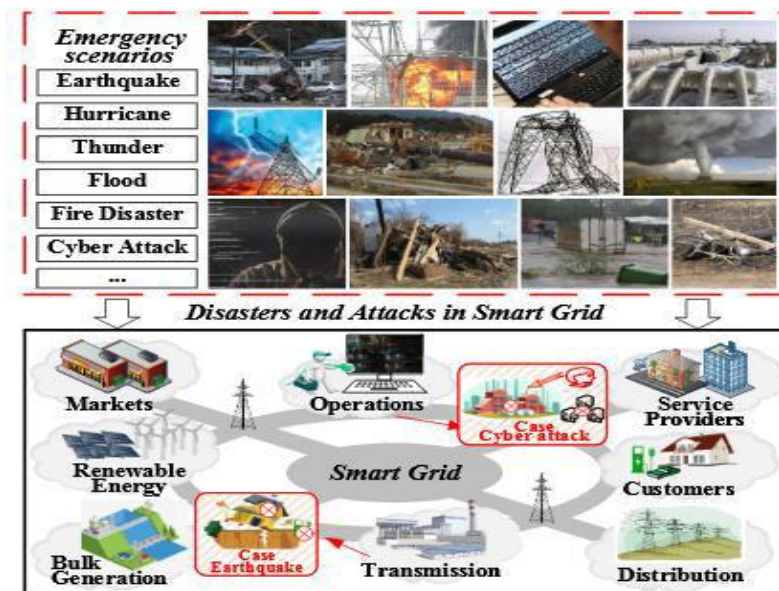 Emergency
scenarios
Earthquake
Hurricane
Thunder
Flood
Fire Disaster
Cyber Attack
...
Disasters and Attacks in Smart Grid
Markets
Operations
Case
Cyber attack
Service
Providers
Renewable
Energy
Smart Grid
Customers
Bulk
Generation
Case
Earthquake
Transmission
Distribution